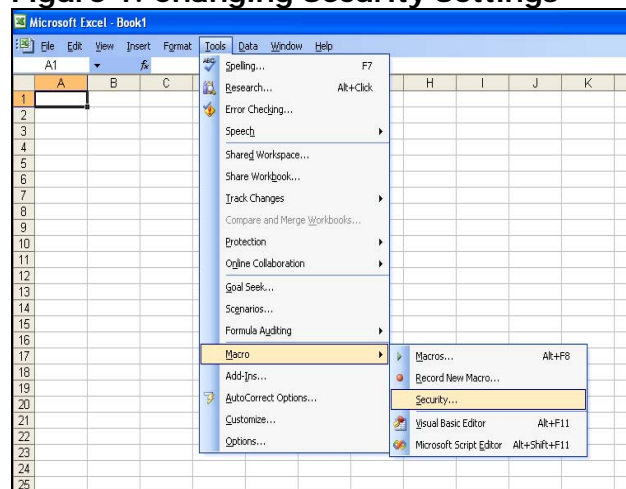 Figure 1: Changing Security Settings
Microsoft Excel - Book1
File Edit View Insert Format Tools Data Window Help
A1 fx
A B C H I J K
1
2
3
4
5
6
7
8
9
10
11
12
13
14
15
16
17
18
19
20
21
22
23
24
25
ABC Spelling... F7
Research... Alt+Click
Error Checking...
Speech
Shared Workspace...
Share Workbook...
Track Changes
Compare and Merge Workbooks...
Protection
Online Collaboration
Goal Seek...
Scenarios...
Formula Auditing
Macro
Add-Ins...
AutoCorrect Options...
Customize...
Options...
Macros... Alt+F8
Record New Macro...
Security...
Visual Basic Editor Alt+F11
Microsoft Script Editor Alt+Shift+F11